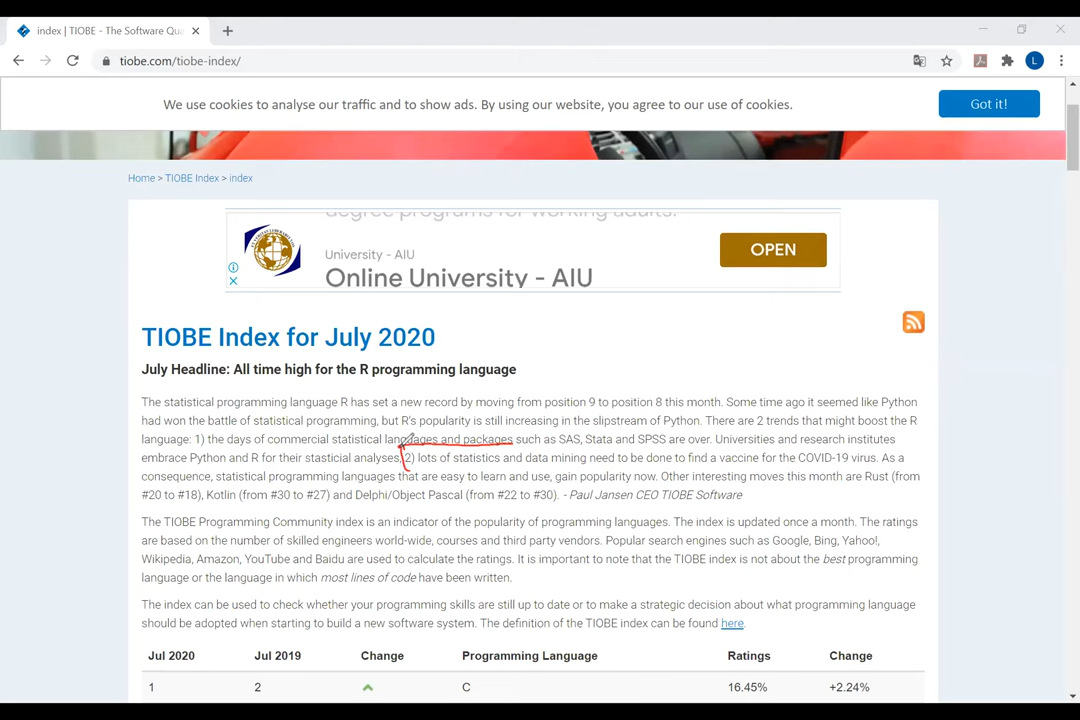 index | TIOBE - The Software Qua
tiobe.com/tiobe-index/
L
We use cookies to analyse our traffic and to show ads. By using our website, you agree to our use of cookies.
Got it!
Home > TIOBE Index > index
degree programs for working adults.
University - AIU
Online University - AIU
OPEN
TIOBE Index for July 2020
July Headline: All time high for the R programming language
The statistical programming language R has set a new record by moving from position 9 to position 8 this month. Some time ago it seemed like Python
had won the battle of statistical programming, but R's popularity is still increasing in the slipstream of Python. There are 2 trends that might boost the R
language: 1) the days of commercial statistical languages and packages such as SAS, Stata and SPSS are over. Universities and research institutes
embrace Python and R for their stasticial analyses, 2) lots of statistics and data mining need to be done to find a vaccine for the COVID-19 virus. As a
consequence, statistical programming languages that are easy to learn and use, gain popularity now. Other interesting moves this month are Rust (from
#20 to #18), Kotlin (from #30 to #27) and Delphi/Object Pascal (from #22 to #30). - Paul Jansen CEO TIOBE Software
The TIOBE Programming Community index is an indicator of the popularity of programming languages. The index is updated once a month. The ratings
are based on the number of skilled engineers world-wide, courses and third party vendors. Popular search engines such as Google, Bing, Yahoo!,
Wikipedia, Amazon, YouTube and Baidu are used to calculate the ratings. It is important to note that the TIOBE index is not about the best programming
language or the language in which most lines of code have been written.
The index can be used to check whether your programming skills are still up to date or to make a strategic decision about what programming language
should be adopted when starting to build a new software system. The definition of the TIOBE index can be found here.
Jul 2020 Jul 2019 Change Programming Language Ratings Change
1 2 C 16.45% +2.24%